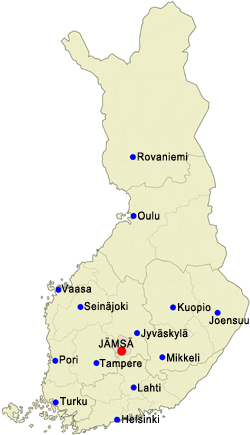 Rovaniemi
Oulu
Vaasa
Seinäjoki
Kuopio
Joensuu
Jyväskylä
JÄMSÄ
Pori
Tampere
Mikkeli
Lahti
Turku
Helsinki